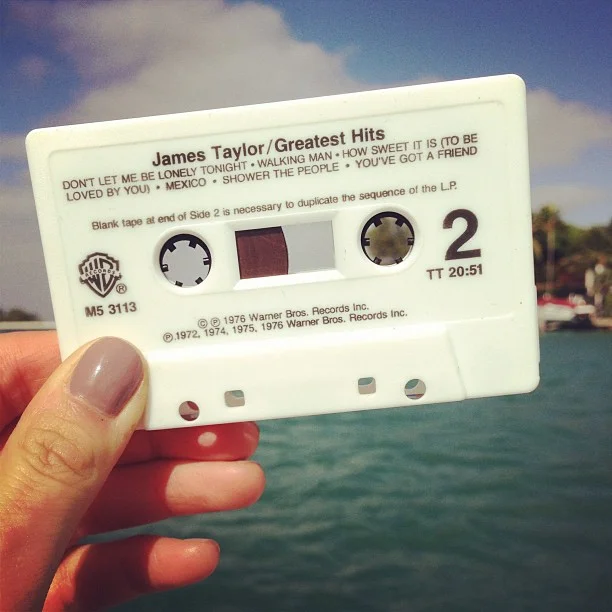 James Taylor/Greatest Hits
DON'T LET ME BE LONELY TONIGHT • WALKING MAN • HOW SWEET IT IS (TO BE
LOVED BY YOU) • MEXICO • SHOWER THE PEOPLE • YOU'VE GOT A FRIEND
Blank tape at end of Side 2 is necessary to duplicate the sequence of the L.P.
2
TT 20:51
®
M5 3113
© ℗ 1976 Warner Bros. Records Inc.
℗ 1972, 1974, 1975, 1976 Warner Bros. Records Inc.